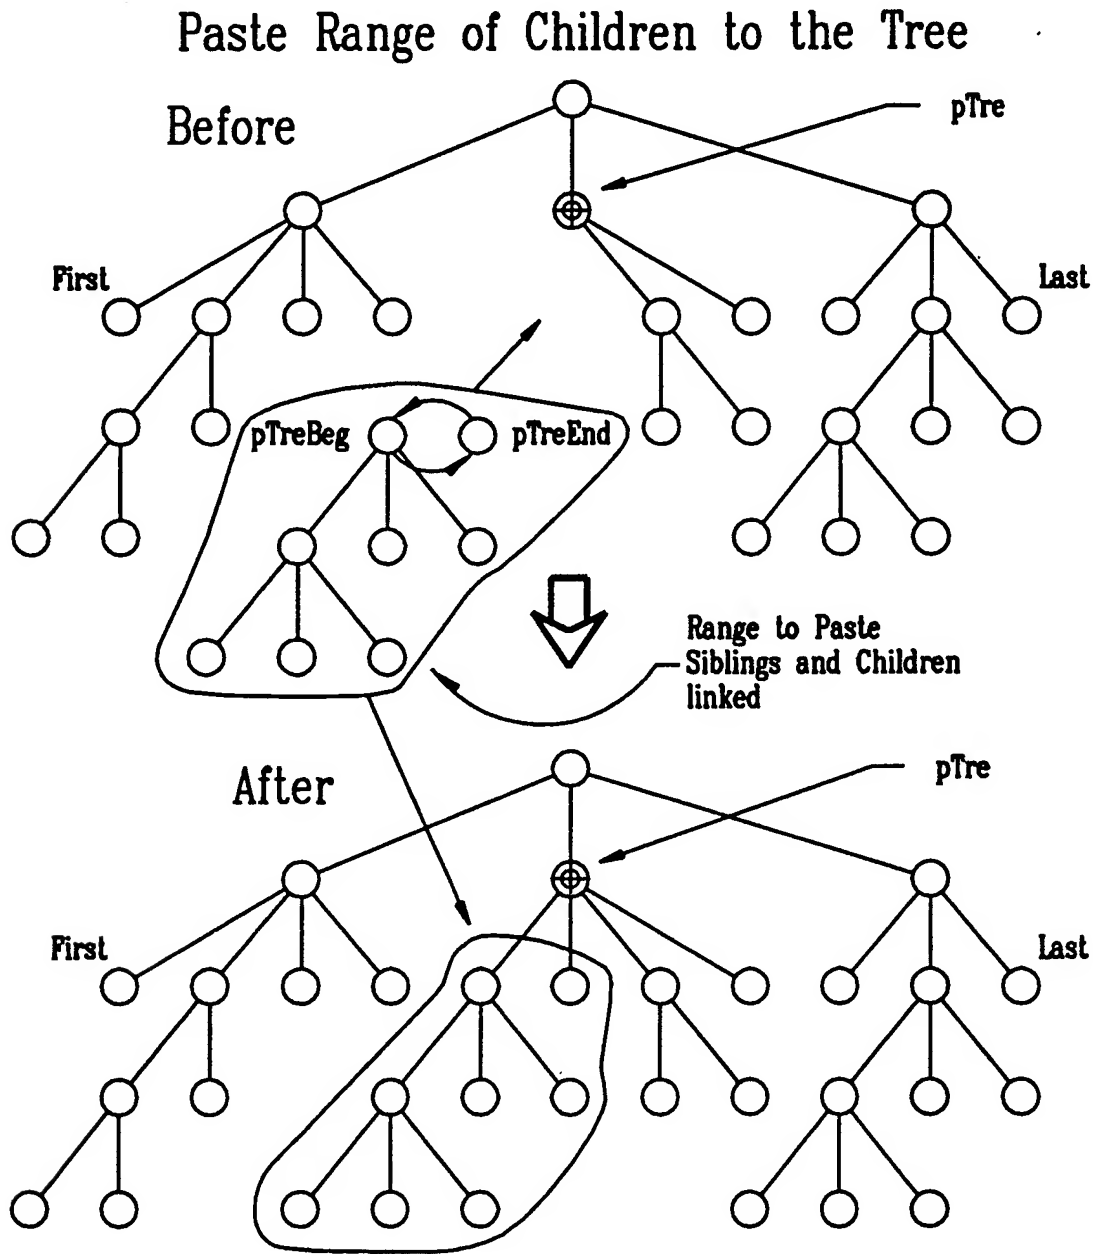 Paste Range of Children to the Tree
Before
pTre
First
Last
pTreBeg
pTreEnd
Range to Paste
Siblings and Children
linked
After
pTre
First
Last